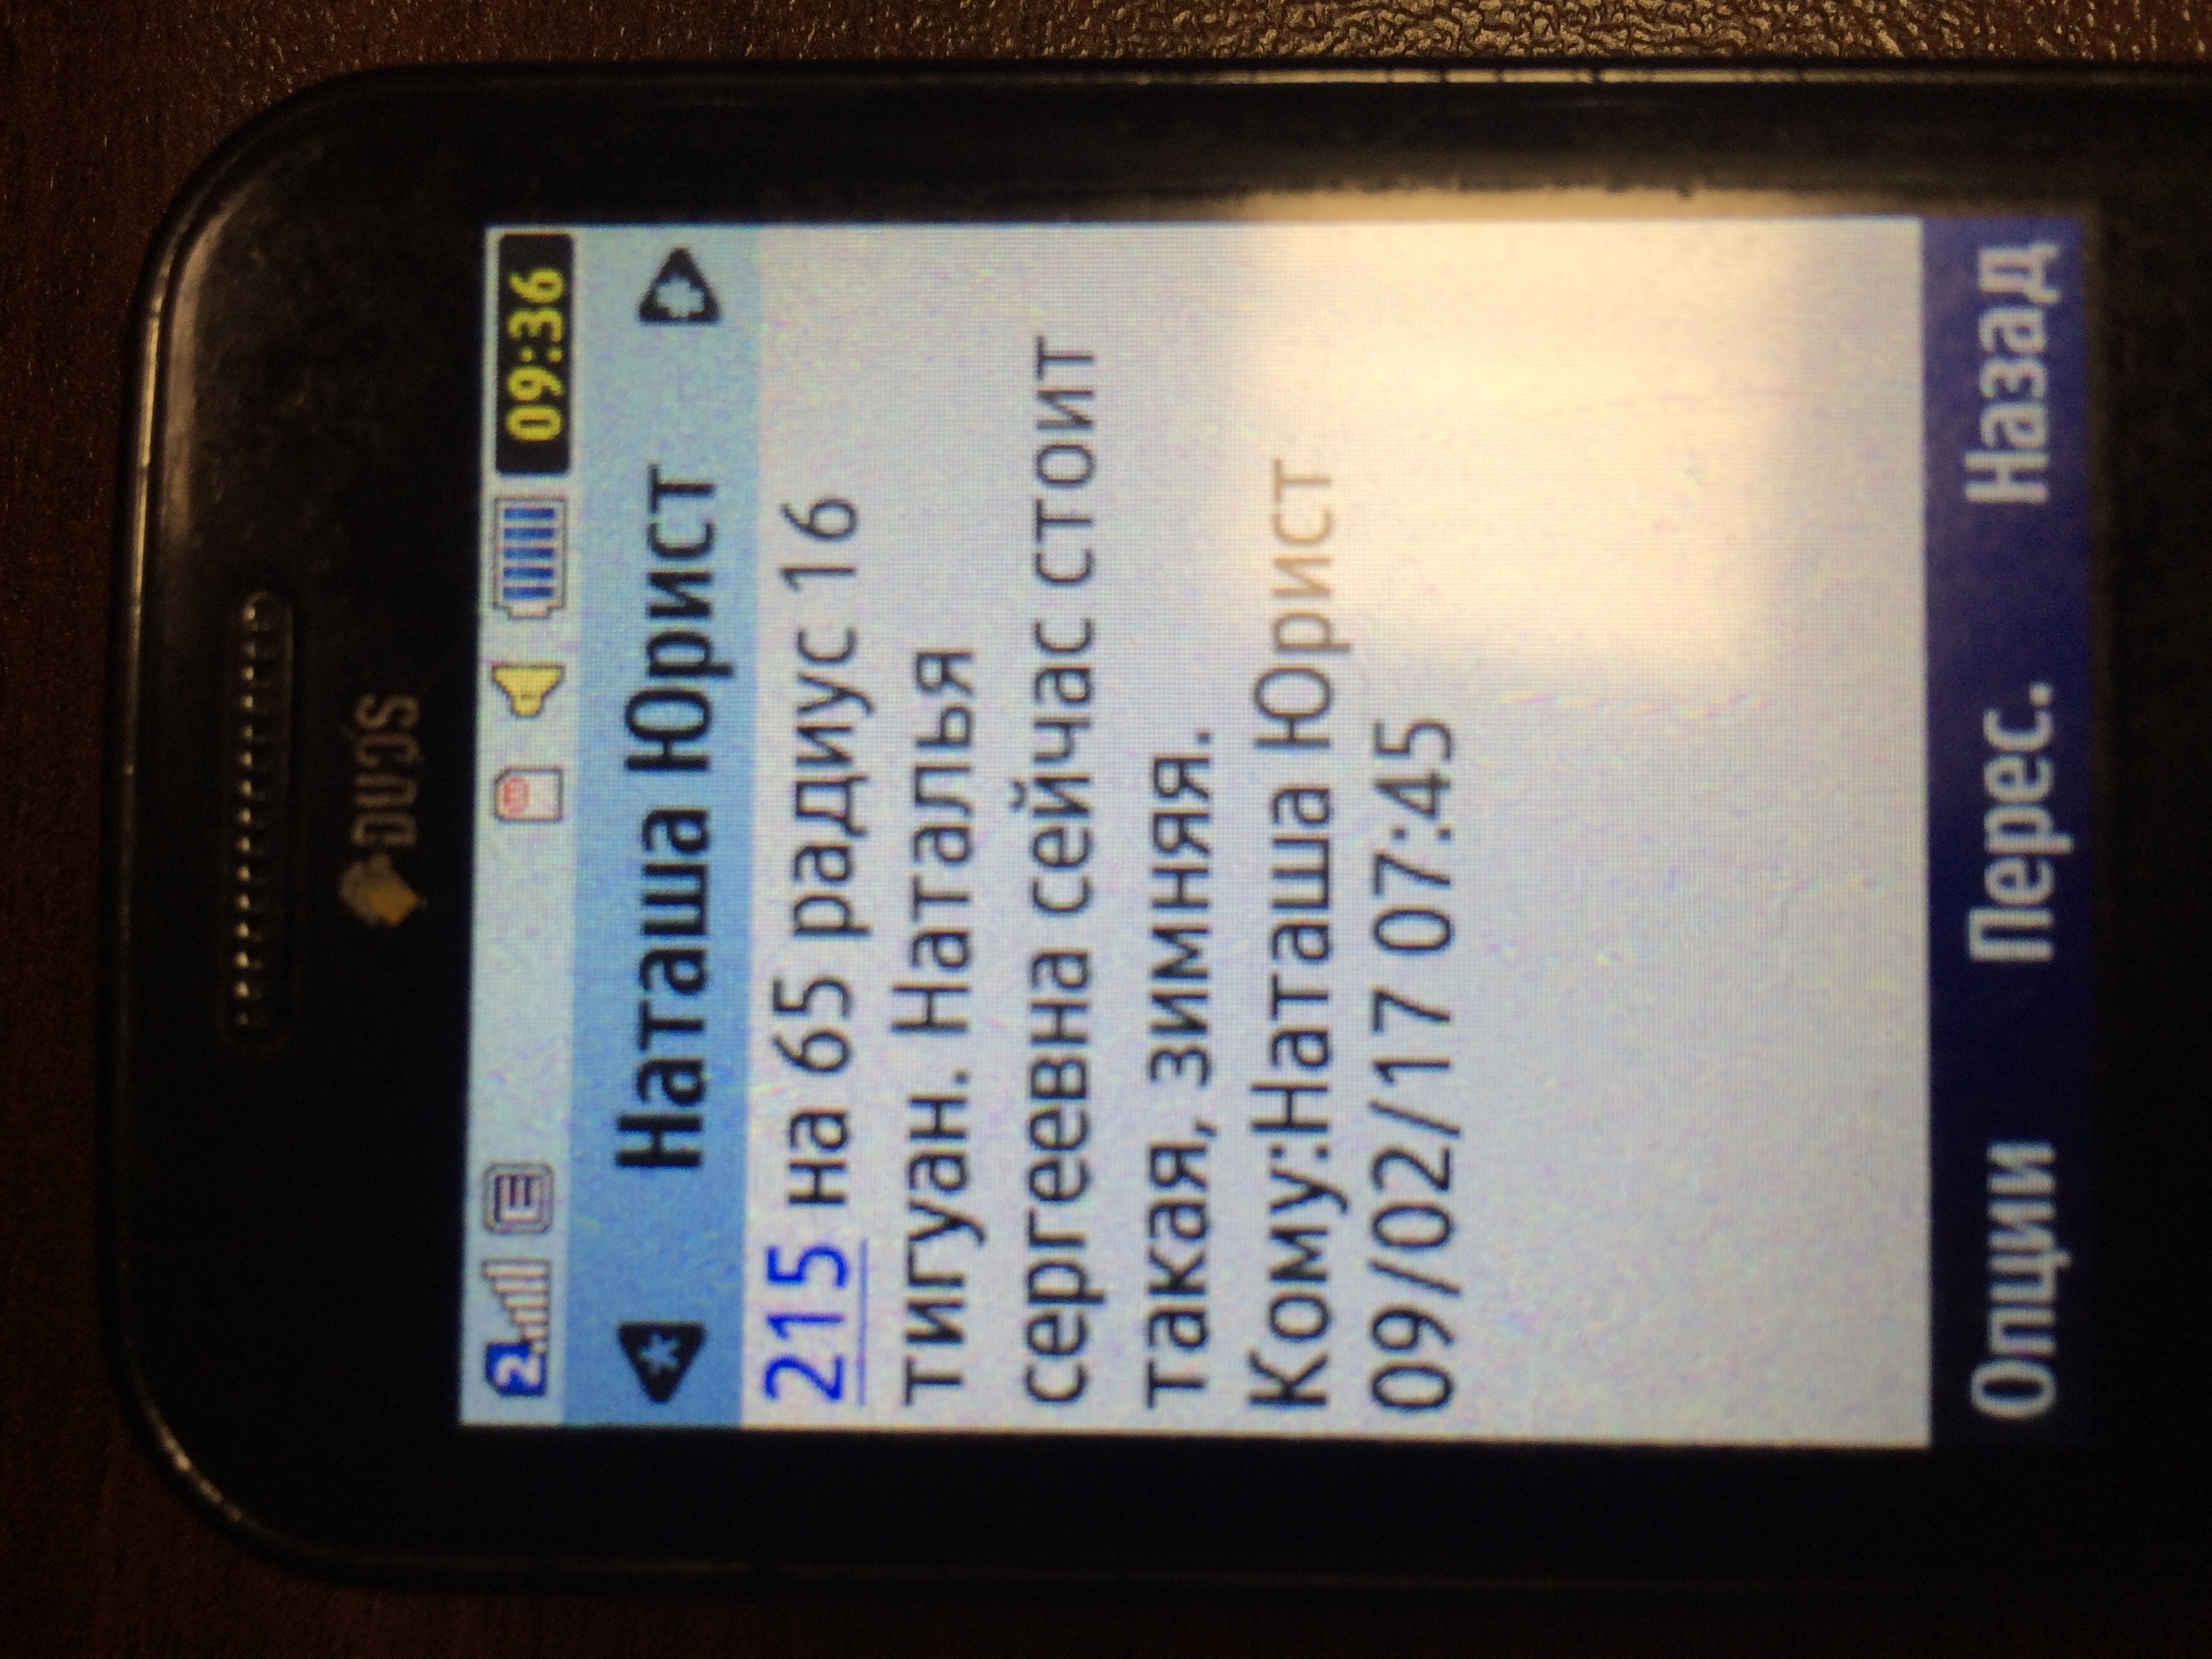 DUOS
2 E 09:36
Наташа Юрист
215 на 65 радиус 16
тигуан. Наталья
сергеевна сейчас стоит
такая, зимняя.
Кому:Наташа Юрист
09/02/17 07:45
Опции Перес. Назад